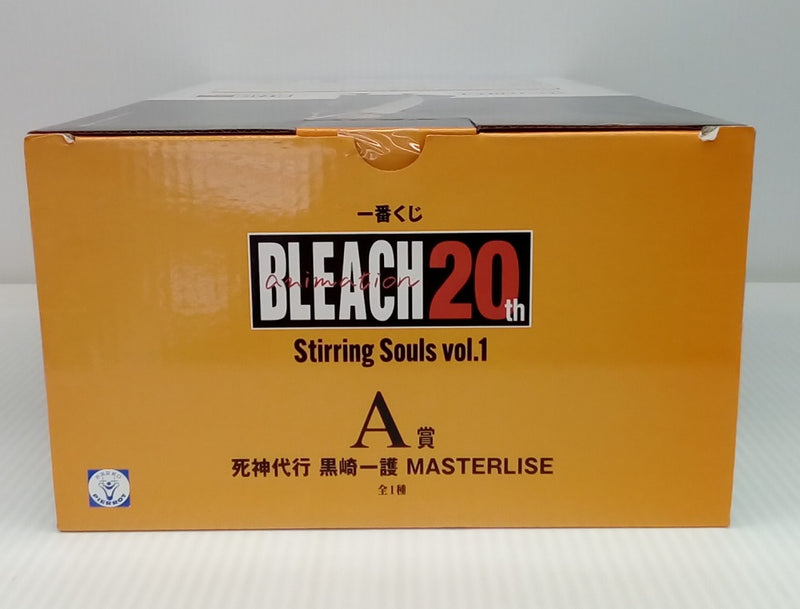 一番くじ
BLEACH 20th
animation
Stirring Souls vol.1
A賞
死神代行 黒崎一護 MASTERLISE
全1種
PIERROT